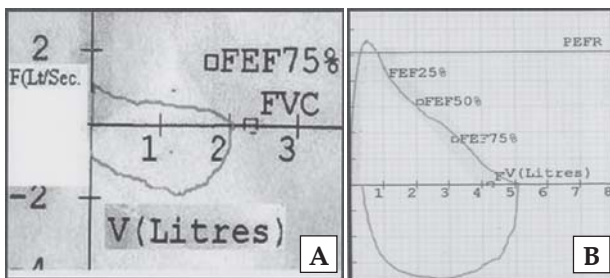 2
F(Lt/Sec.
FEF75%
FVC
1 2 3
-2
V(Litres)
A
PEFR
FEF25%
FEF50%
FEF75%
V(Litres)
1 2 3 4 5 6 7 8
B